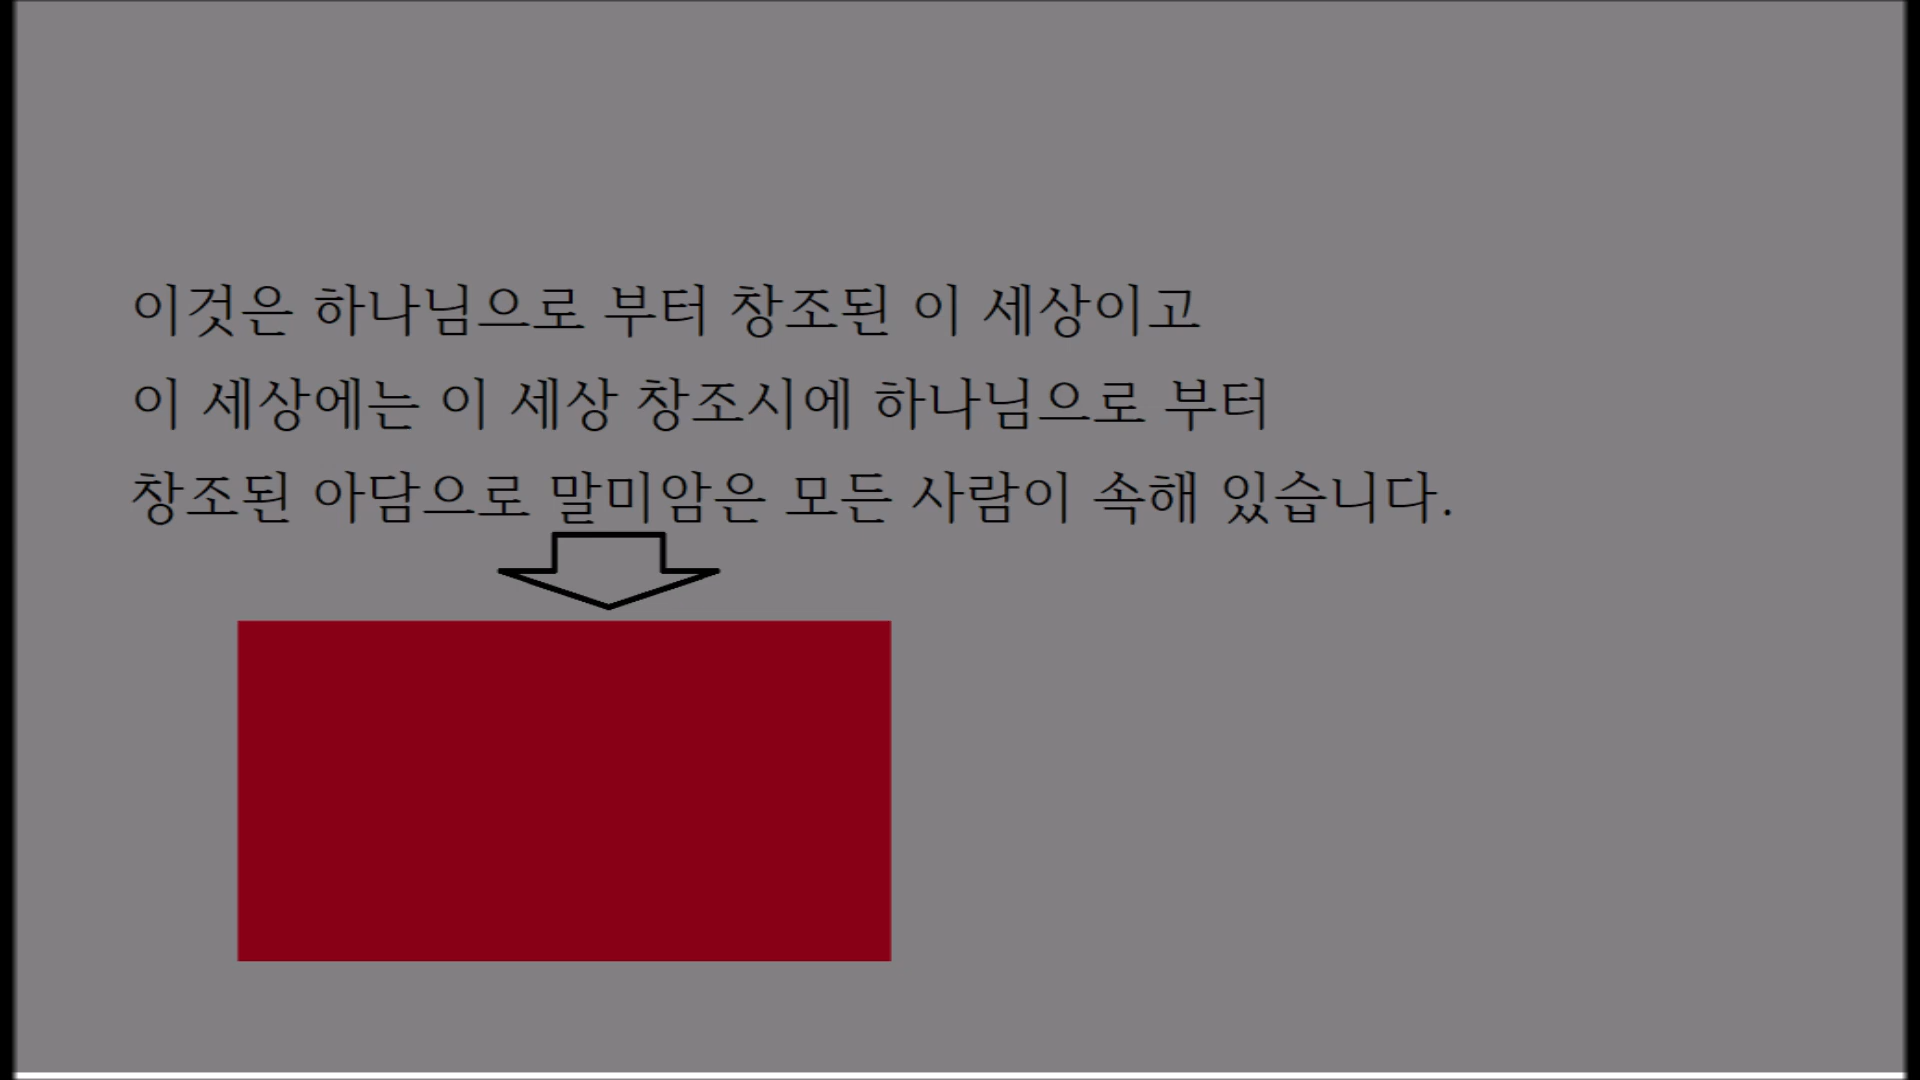 이것은 하나님으로 부터 창조된 이 세상이고
이 세상에는 이 세상 창조시에 하나님으로 부터
창조된 아담으로 말미암은 모든 사람이 속해 있습니다.